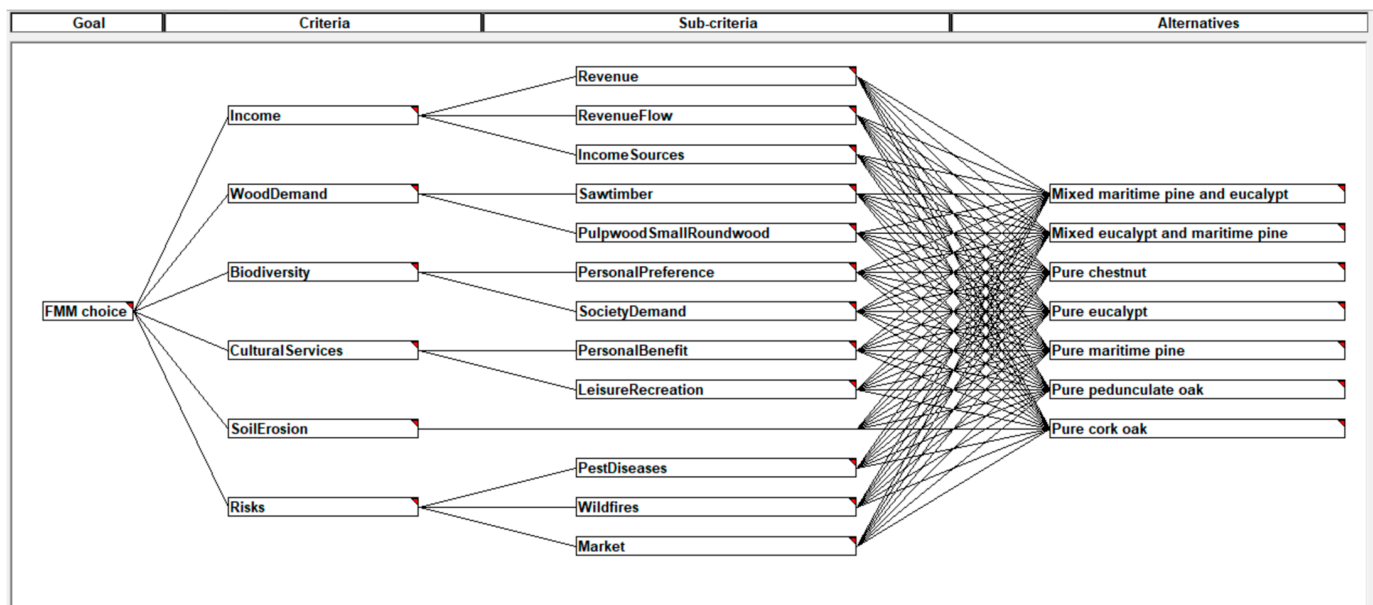 Goal
Criteria
Sub-criteria
Alternatives
FMM choice
Income
WoodDemand
Biodiversity
CulturalServices
SoilErosion
Risks
Revenue
RevenueFlow
IncomeSources
Sawtimber
PulpwoodSmallRoundwood
PersonalPreference
SocietyDemand
PersonalBenefit
LeisureRecreation
PestDiseases
Wildfires
Market
Mixed maritime pine and eucalypt
Mixed eucalypt and maritime pine
Pure chestnut
Pure eucalypt
Pure maritime pine
Pure pedunculate oak
Pure cork oak